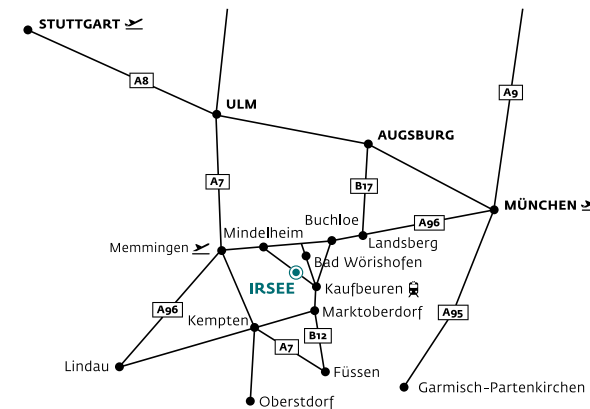 STUTTGART
A8
A9
ULM
AUGSBURG
A7
B17
MÜNCHEN
Buchloe
A96
Mindelheim
Landsberg
Memmingen
Bad Wörishofen
IRSEE
Kaufbeuren
A96
Marktoberdorf
A95
Kempten
B12
A7
Lindau
Füssen
Garmisch-Partenkirchen
Oberstdorf